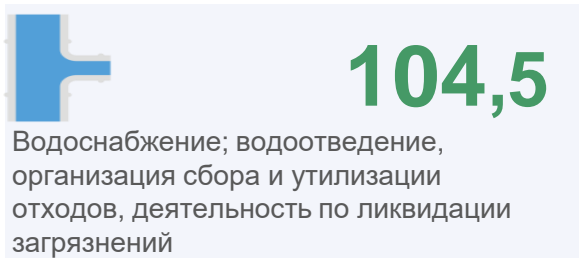 104,5
Водоснабжение; водоотведение,
организация сбора и утилизации
отходов, деятельность по ликвидации
загрязнений